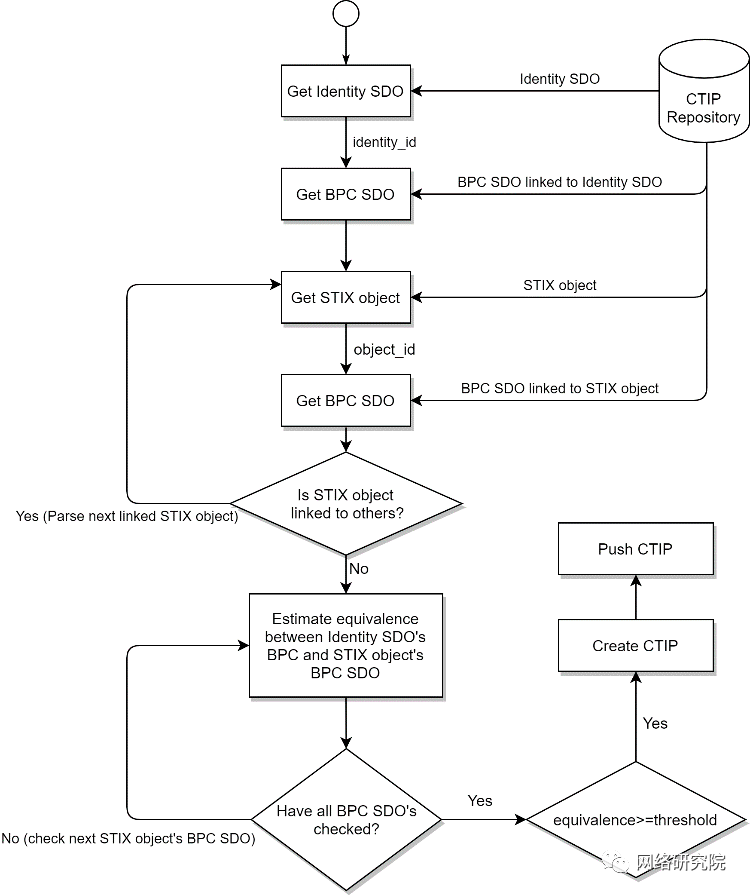 Get Identity SDO
Identity SDO
CTIP
Repository
identity_id
Get BPC SDO
BPC SDO linked to Identity SDO
Get STIX object
STIX object
object_id
Get BPC SDO
BPC SDO linked to STIX object
Is STIX object
linked to others?
Yes (Parse next linked STIX object)
No
Estimate equivalence
between Identity SDO's
BPC and STIX object's
BPC SDO
Have all BPC SDO's
checked?
No (check next STIX object's BPC SDO)
Yes
equivalence>=threshold
Yes
Create CTIP
Push CTIP
网络研究院